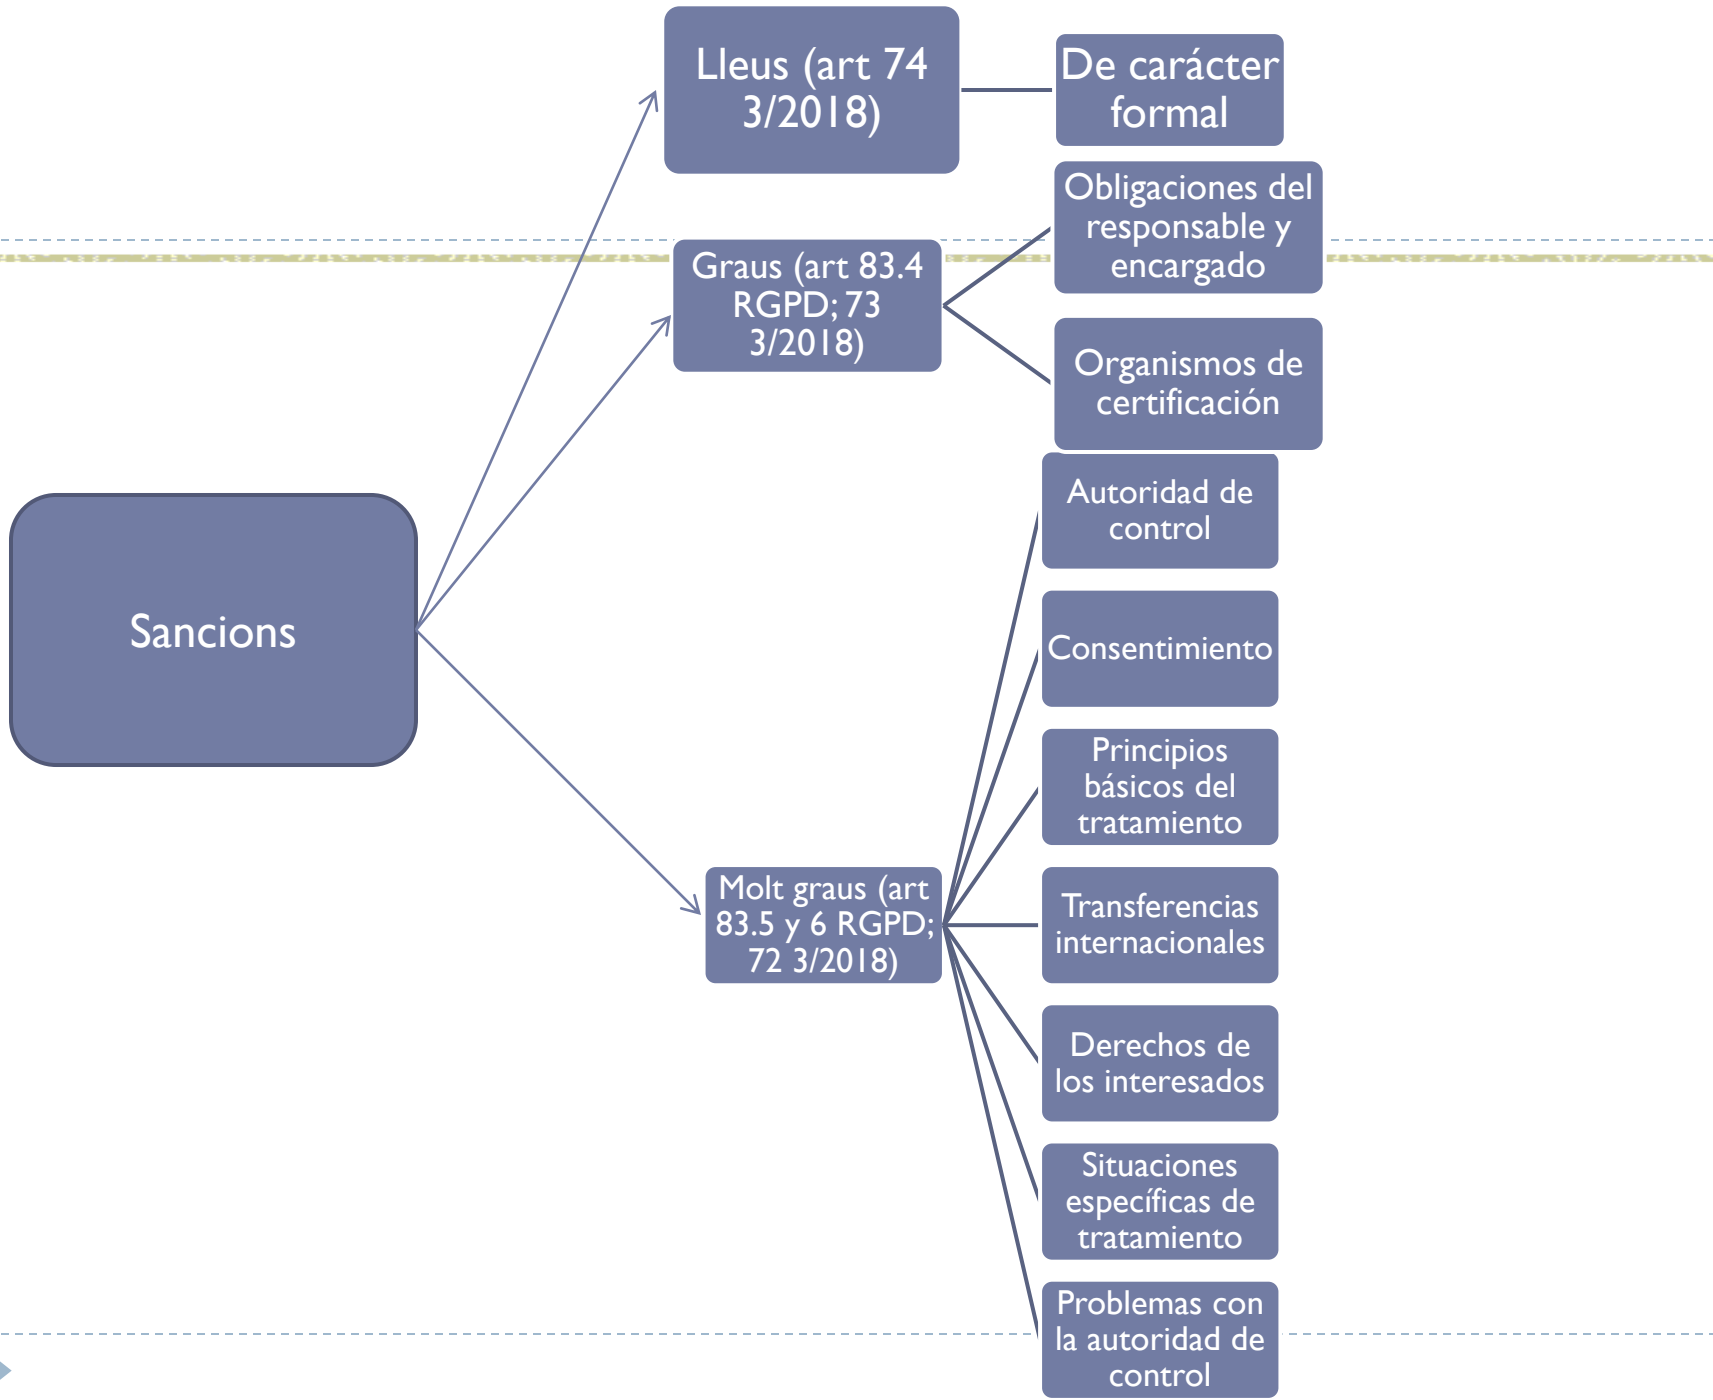 Lleus (art 74
3/2018)
De carácter
formal
Obligaciones del
responsable y
encargado
Graus (art 83.4
RGPD; 73
3/2018)
Organismos de
certificación
Autoridad de
control
Sancions
Consentimiento
Principios
básicos del
tratamiento
Molt graus (art
83.5 y 6 RGPD;
72 3/2018)
Transferencias
internacionales
Derechos de
los interesados
Situaciones
específicas de
tratamiento
Problemas con
la autoridad de
control